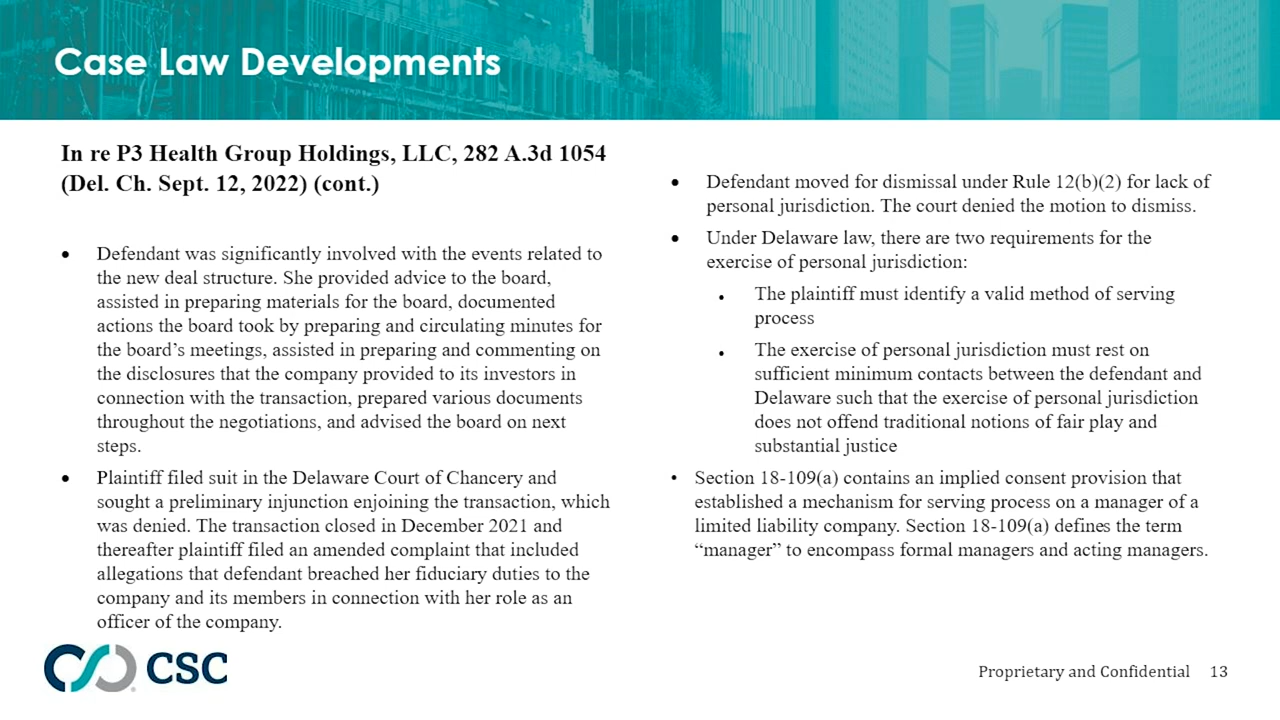 Case Law Developments
In re P3 Health Group Holdings, LLC, 282 A.3d 1054
(Del. Ch. Sept. 12, 2022) (cont.)
• Defendant was significantly involved with the events related to
the new deal structure. She provided advice to the board,
assisted in preparing materials for the board, documented
actions the board took by preparing and circulating minutes for
the board’s meetings, assisted in preparing and commenting on
the disclosures that the company provided to its investors in
connection with the transaction, prepared various documents
throughout the negotiations, and advised the board on next
steps.
• Plaintiff filed suit in the Delaware Court of Chancery and
sought a preliminary injunction enjoining the transaction, which
was denied. The transaction closed in December 2021 and
thereafter plaintiff filed an amended complaint that included
allegations that defendant breached her fiduciary duties to the
company and its members in connection with her role as an
officer of the company.
• Defendant moved for dismissal under Rule 12(b)(2) for lack of
personal jurisdiction. The court denied the motion to dismiss.
• Under Delaware law, there are two requirements for the
exercise of personal jurisdiction:
• The plaintiff must identify a valid method of serving
process
• The exercise of personal jurisdiction must rest on
sufficient minimum contacts between the defendant and
Delaware such that the exercise of personal jurisdiction
does not offend traditional notions of fair play and
substantial justice
• Section 18-109(a) contains an implied consent provision that
established a mechanism for serving process on a manager of a
limited liability company. Section 18-109(a) defines the term
“manager” to encompass formal managers and acting managers.
CSC
Proprietary and Confidential 13